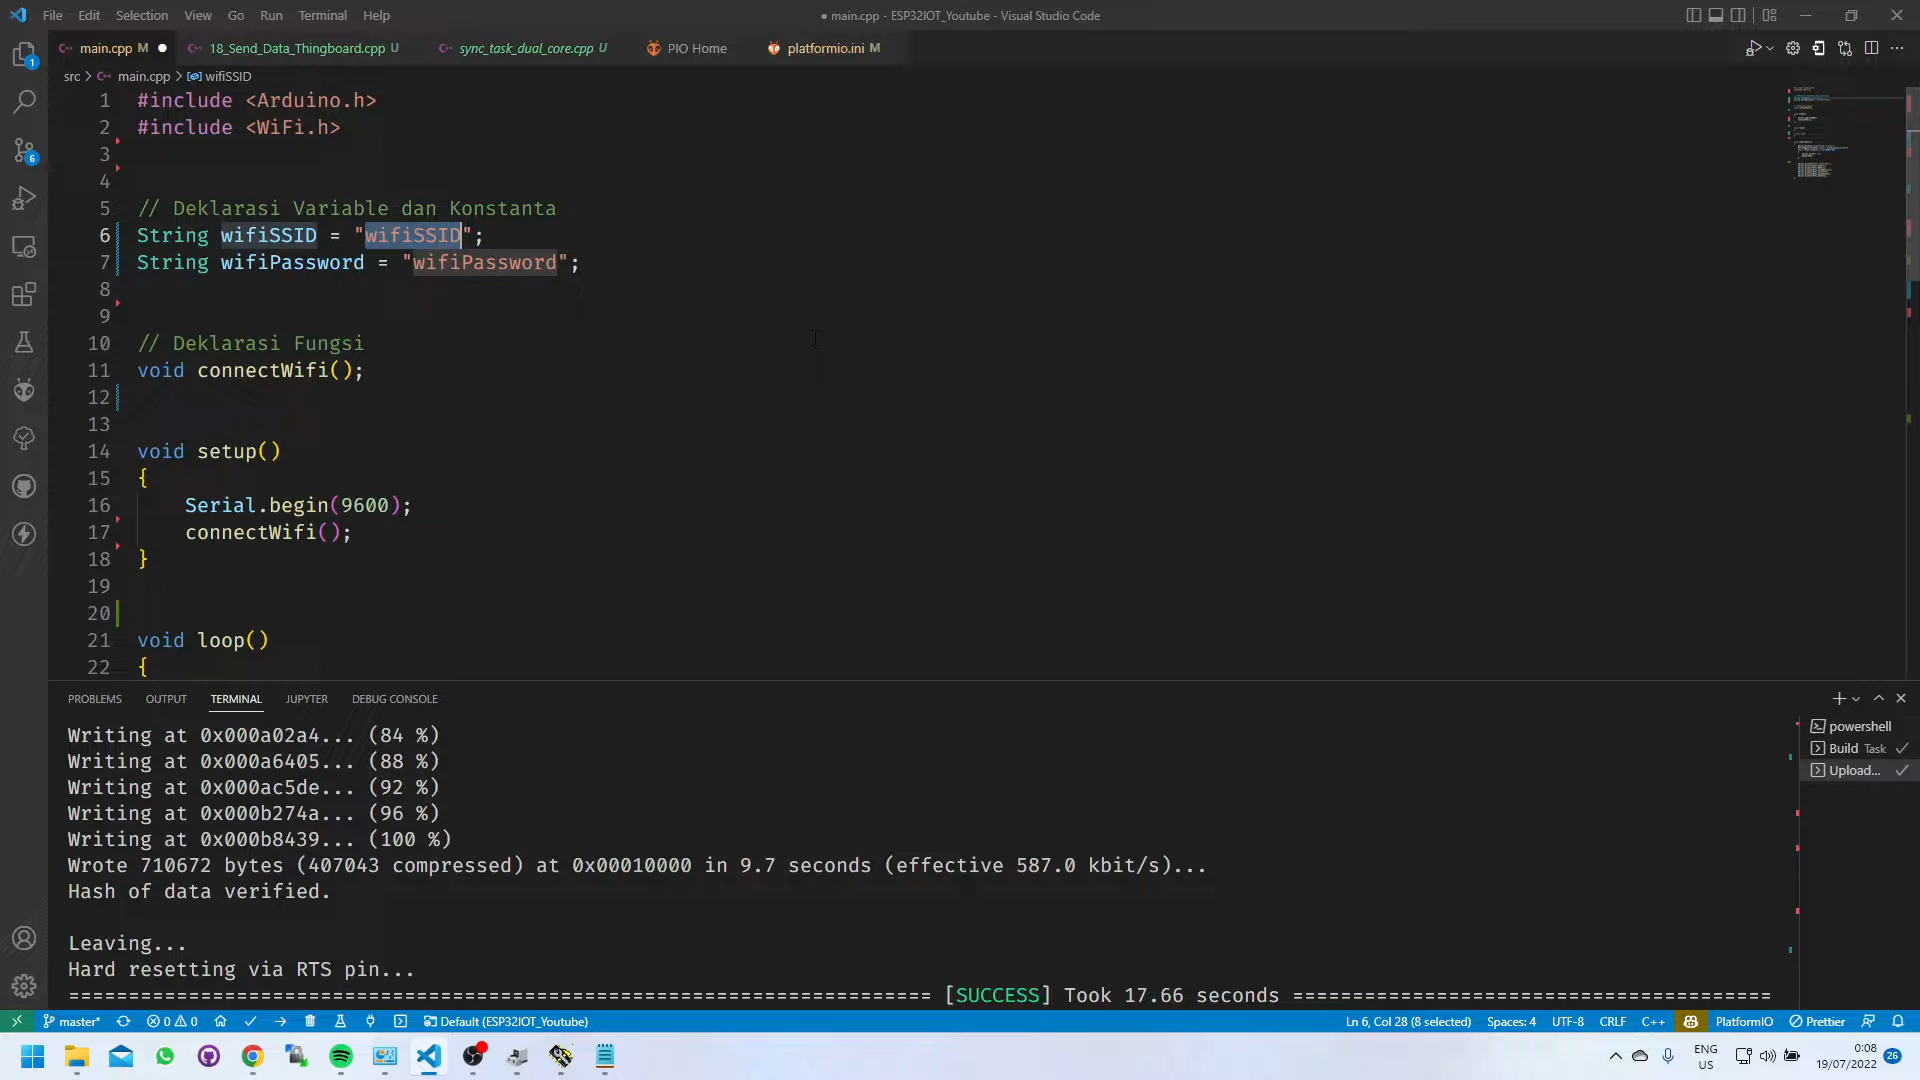 File Edit Selection View Go Run Terminal Help
● main.cpp - ESP32IOT_Youtube - Visual Studio Code
main.cpp M ● 18_Send_Data_Thingboard.cpp U sync_task_dual_core.cpp U PIO Home platformio.ini M
src > main.cpp > wifiSSID
1 #include <Arduino.h>
2 #include <WiFi.h>
3
4
5 // Deklarasi Variable dan Konstanta
6 String wifiSSID = "wifiSSID";
7 String wifiPassword = "wifiPassword";
8
9
10 // Deklarasi Fungsi
11 void connectWifi();
12
13
14 void setup()
15 {
16 Serial.begin(9600);
17 connectWifi();
18 }
19
20
21 void loop()
22 {
1
6
PROBLEMS OUTPUT TERMINAL JUPYTER DEBUG CONSOLE
Writing at 0x000a02a4... (84 %)
Writing at 0x000a6405... (88 %)
Writing at 0x000ac5de... (92 %)
Writing at 0x000b274a... (96 %)
Writing at 0x000b8439... (100 %)
Wrote 710672 bytes (407043 compressed) at 0x00010000 in 9.7 seconds (effective 587.0 kbit/s)...
Hash of data verified.
Leaving...
Hard resetting via RTS pin...
======================================================================== [SUCCESS] Took 17.66 seconds ========================================
powershell
Build Task
Upload...
master* 0 0 Default (ESP32IOT_Youtube) Ln 6, Col 28 (8 selected) Spaces: 4 UTF-8 CRLF C++ PlatformIO Prettier
ENG
US
0:08
19/07/2022
26